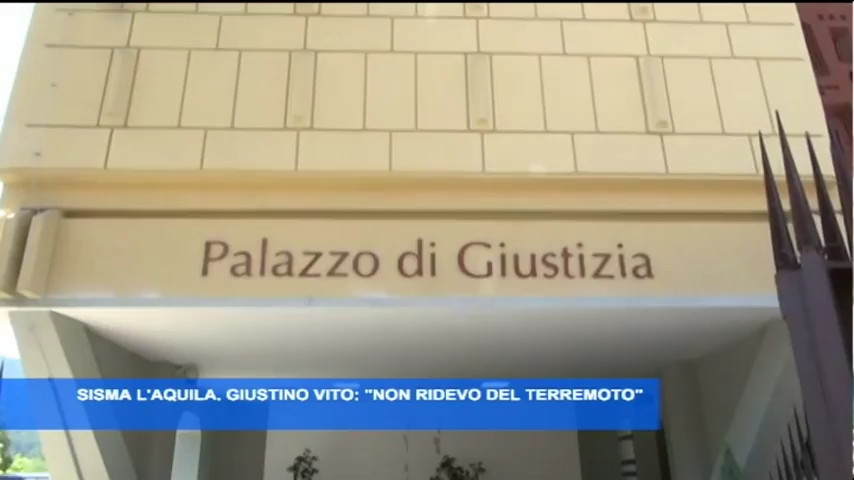 Palazzo di Giustizia
SISMA L'AQUILA. GIUSTINO VITO: "NON RIDEVO DEL TERREMOTO"